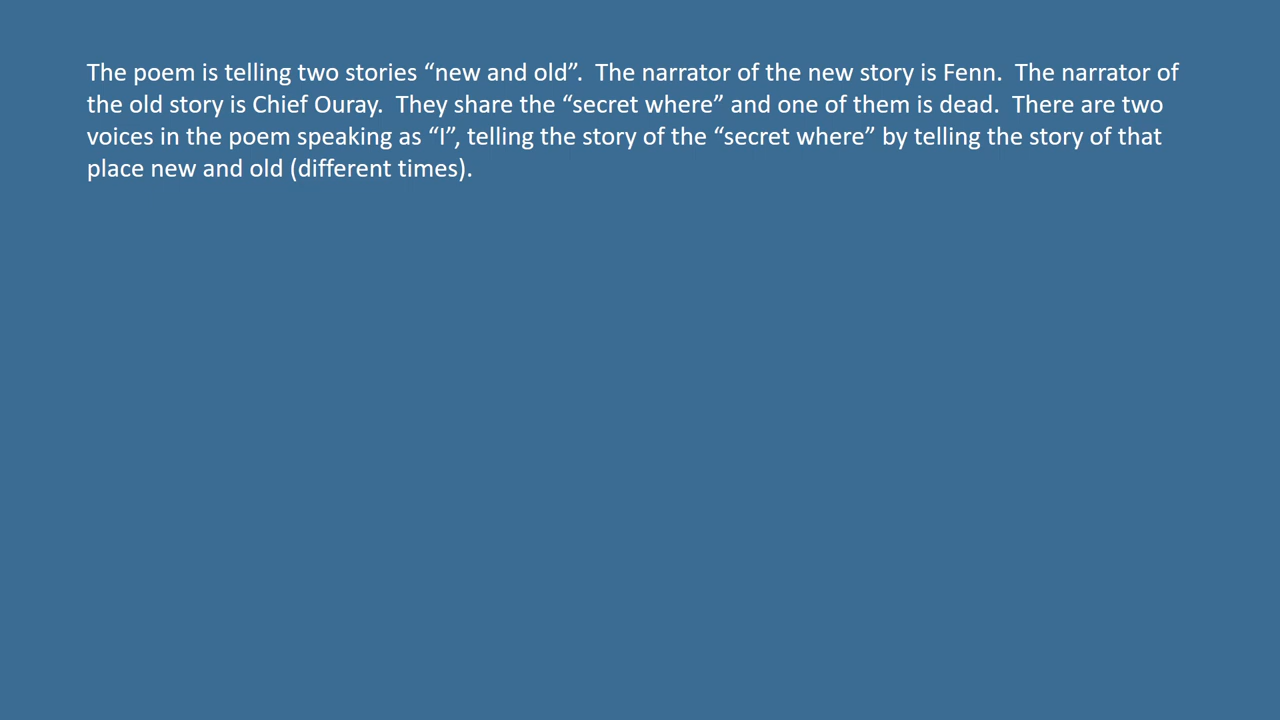 The poem is telling two stories “new and old”.  The narrator of the new story is Fenn.  The narrator of
the old story is Chief Ouray.  They share the “secret where” and one of them is dead.  There are two
voices in the poem speaking as “I”, telling the story of the “secret where” by telling the story of that
place new and old (different times).